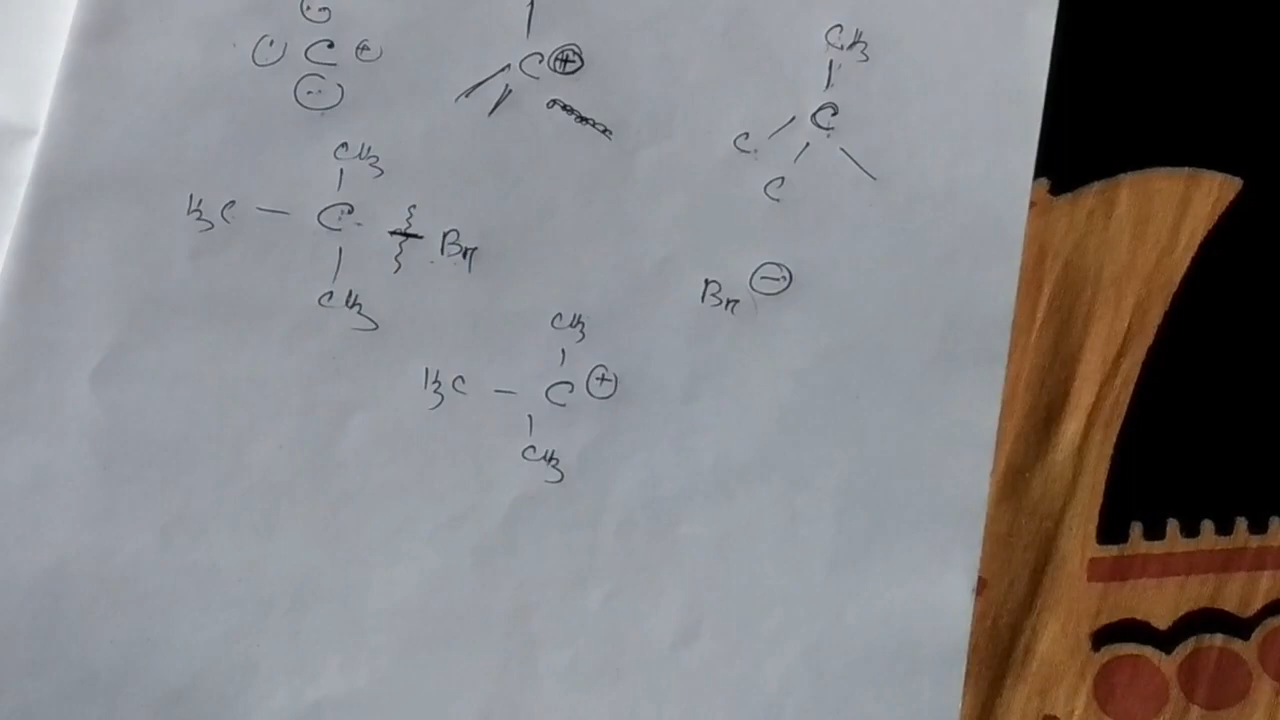 C ⊕
C ⊕
CH3
C
C
C
CH3
H3C — C — Br
CH3
Br ⊖
CH3
H3C — C ⊕
CH3